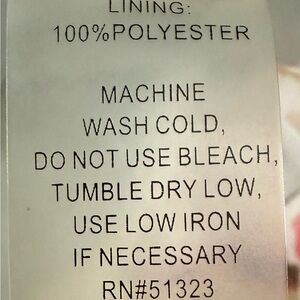 LINING:
100%POLYESTER
MACHINE
WASH COLD,
DO NOT USE BLEACH,
TUMBLE DRY LOW,
USE LOW IRON
IF NECESSARY
RN#51323